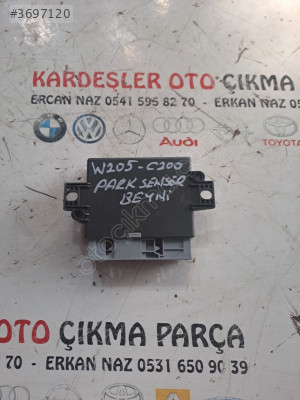 #3697120
KARDEŞLER OTO ÇIKMA
ERCAN NAZ 0541 595 82 70 - ERKAN NAZ
Audi
TOYOTA
W205-C200
PARK SENSÖR
BEYNİ
OTO ÇIKMA PARÇA
70 - ERKAN NAZ 0531 650 90 39